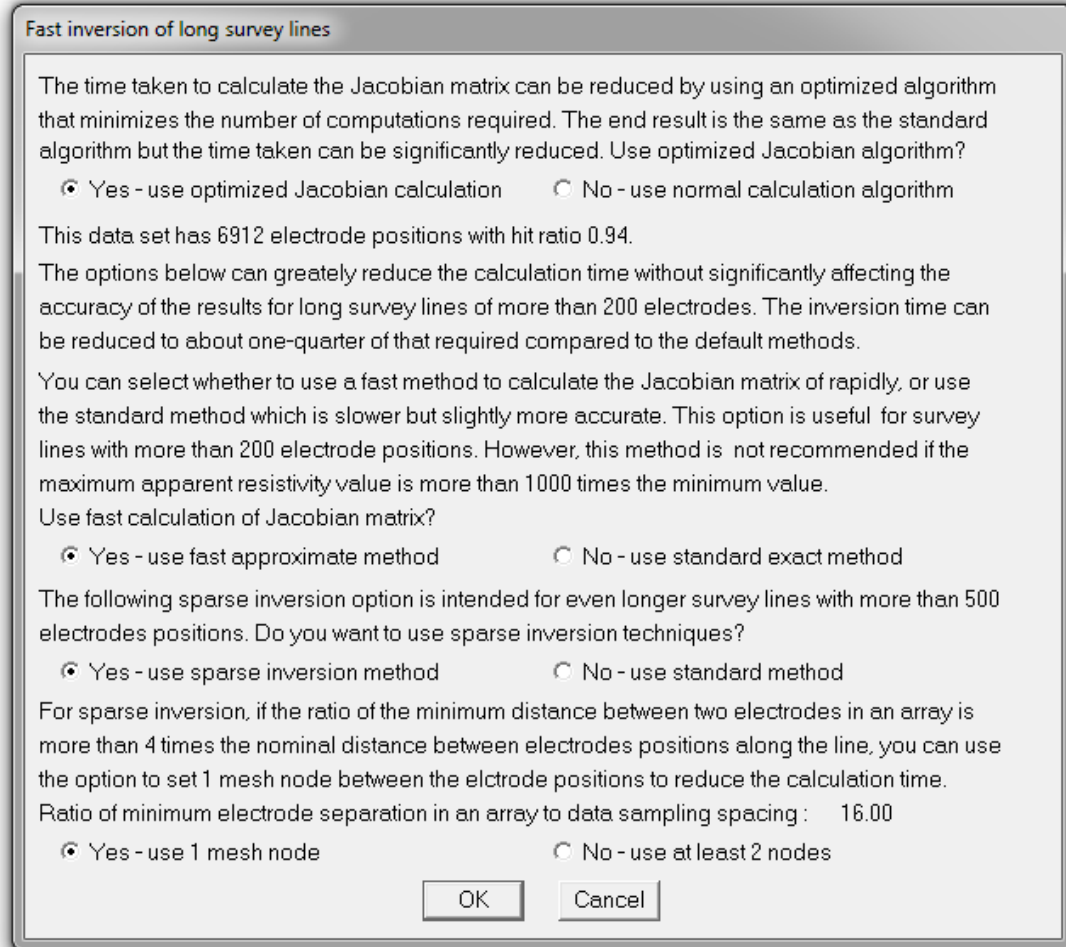 Fast inversion of long survey lines
The time taken to calculate the Jacobian matrix can be reduced by using an optimized algorithm
that minimizes the number of computations required. The end result is the same as the standard
algorithm but the time taken can be significantly reduced. Use optimized Jacobian algorithm?
Yes - use optimized Jacobian calculation No - use normal calculation algorithm
This data set has 6912 electrode positions with hit ratio 0.94.
The options below can greately reduce the calculation time without significantly affecting the
accuracy of the results for long survey lines of more than 200 electrodes. The inversion time can
be reduced to about one-quarter of that required compared to the default methods.
You can select whether to use a fast method to calculate the Jacobian matrix of rapidly, or use
the standard method which is slower but slightly more accurate. This option is useful for survey
lines with more than 200 electrode positions. However, this method is not recommended if the
maximum apparent resistivity value is more than 1000 times the minimum value.
Use fast calculation of Jacobian matrix?
Yes - use fast approximate method No - use standard exact method
The following sparse inversion option is intended for even longer survey lines with more than 500
electrodes positions. Do you want to use sparse inversion techniques?
Yes - use sparse inversion method No - use standard method
For sparse inversion, if the ratio of the minimum distance between two electrodes in an array is
more than 4 times the nominal distance between electrodes positions along the line, you can use
the option to set 1 mesh node between the elctrode positions to reduce the calculation time.
Ratio of minimum electrode separation in an array to data sampling spacing : 16.00
Yes - use 1 mesh node No - use at least 2 nodes
OK Cancel